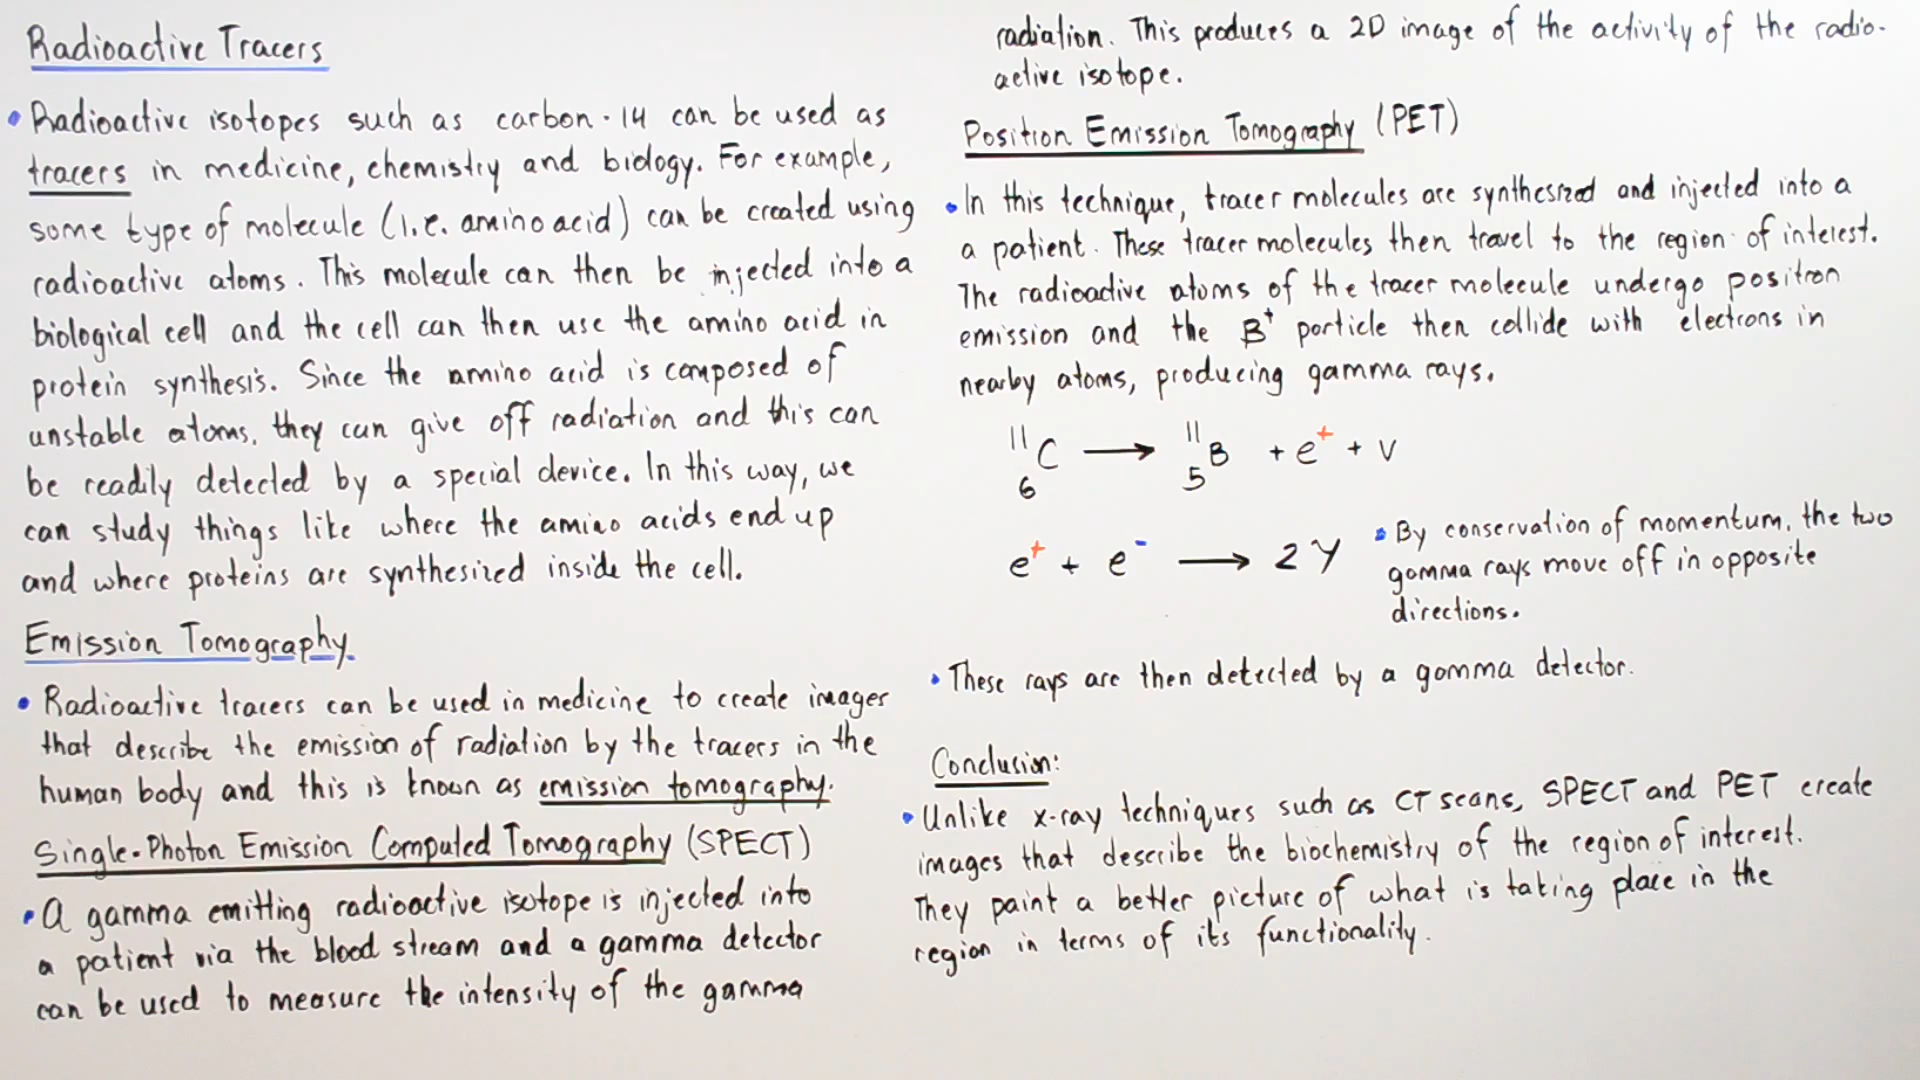 Radioactive Tracers
• Radioactive isotopes such as carbon-14 can be used as
tracers in medicine, chemistry and biology. For example,
some type of molecule (i.e. amino acid) can be created using
radioactive atoms. This molecule can then be injected into a
biological cell and the cell can then use the amino acid in
protein synthesis. Since the amino acid is composed of
unstable atoms, they can give off radiation and this can
be readily detected by a special device. In this way, we
can study things like where the amino acids end up
and where proteins are synthesized inside the cell.
Emission Tomography
• Radioactive tracers can be used in medicine to create images
that describe the emission of radiation by the tracers in the
human body and this is known as emission tomography.
Single-Photon Emission Computed Tomography (SPECT)
• A gamma emitting radioactive isotope is injected into
a patient via the blood stream and a gamma detector
can be used to measure the intensity of the gamma
radiation. This produces a 2D image of the activity of the radio-
active isotope.
Position Emission Tomography (PET)
• In this technique, tracer molecules are synthesized and injected into a
a patient. These tracer molecules then travel to the region of interest.
The radioactive atoms of the tracer molecule undergo positron
emission and the B⁺ particle then collide with electrons in
nearby atoms, producing gamma rays.
¹¹₆C → ¹¹₅B + e⁺ + v
e⁺ + e⁻ → 2γ
• By conservation of momentum, the two
gamma rays move off in opposite
directions.
• These rays are then detected by a gamma detector.
Conclusion:
• Unlike x-ray techniques such as CT scans, SPECT and PET create
images that describe the biochemistry of the region of interest.
They paint a better picture of what is taking place in the
region in terms of its functionality.